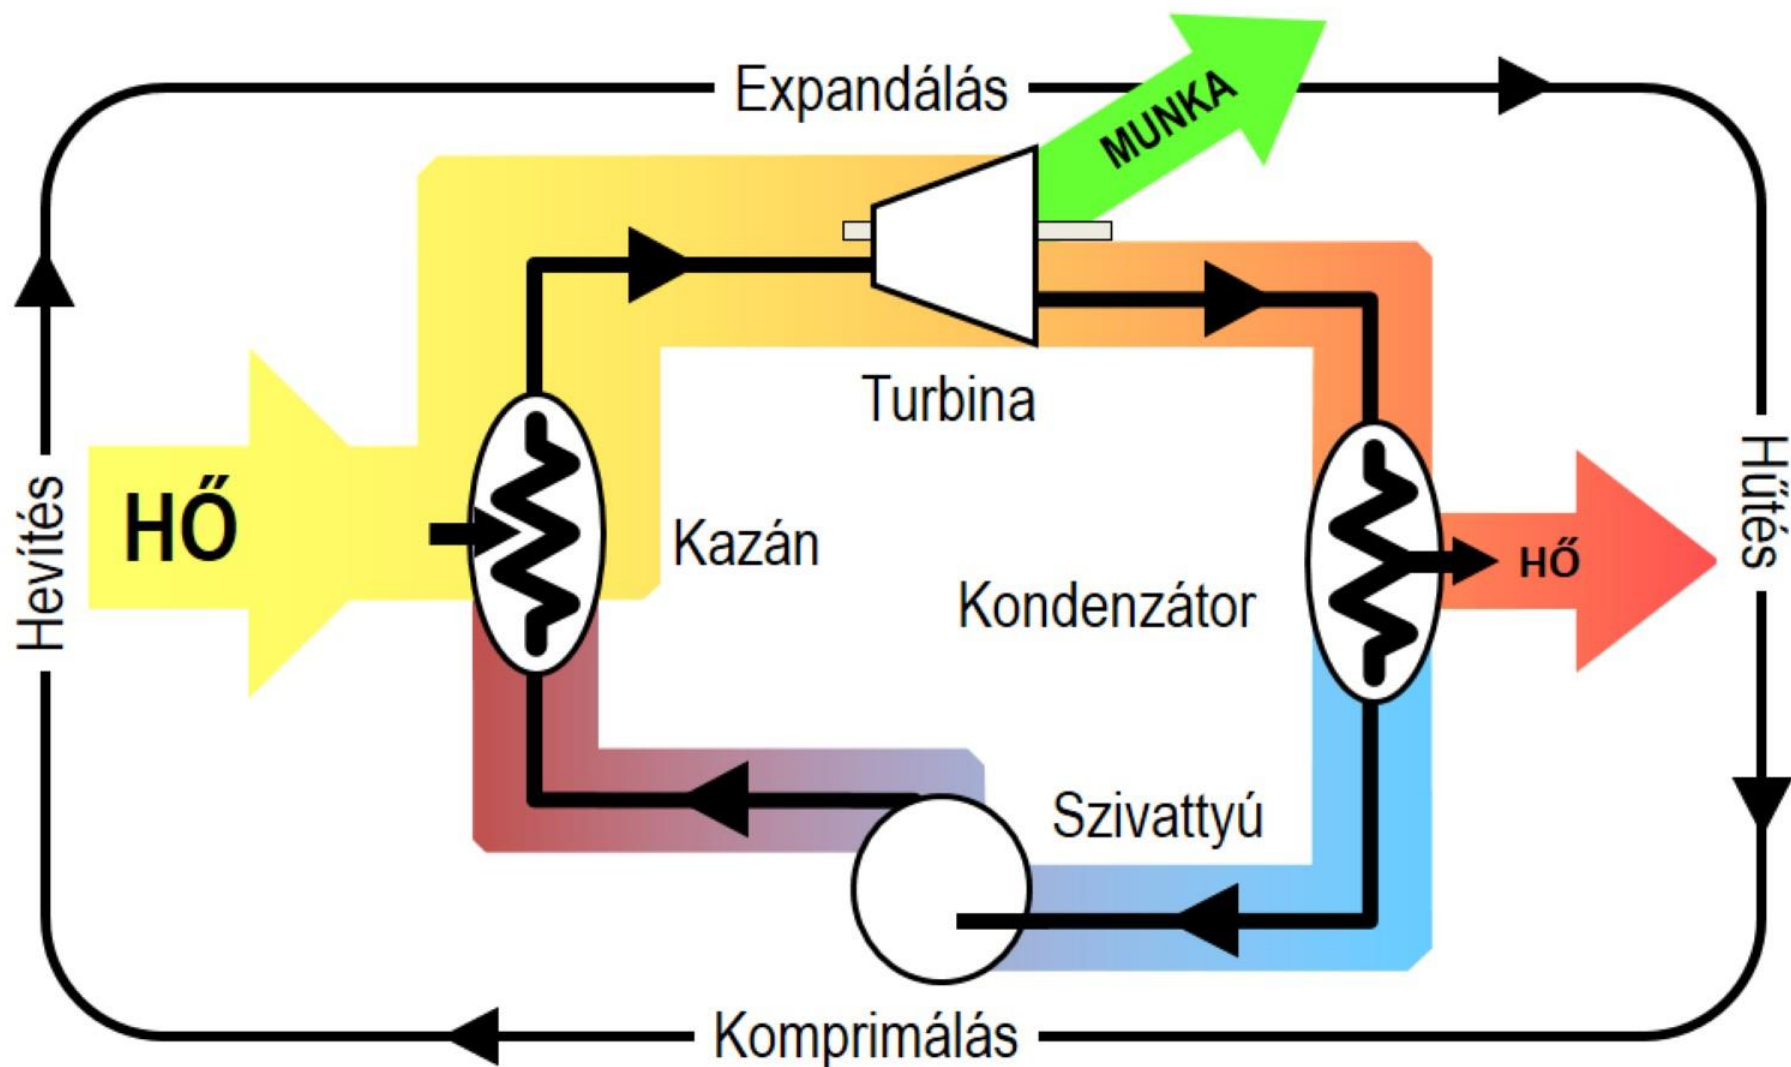 Expandálás
MUNKA
Turbina
Hevítés
HŐ
Kazán
Kondenzátor
HŐ
Hűtés
Szivattyú
Komprimálás